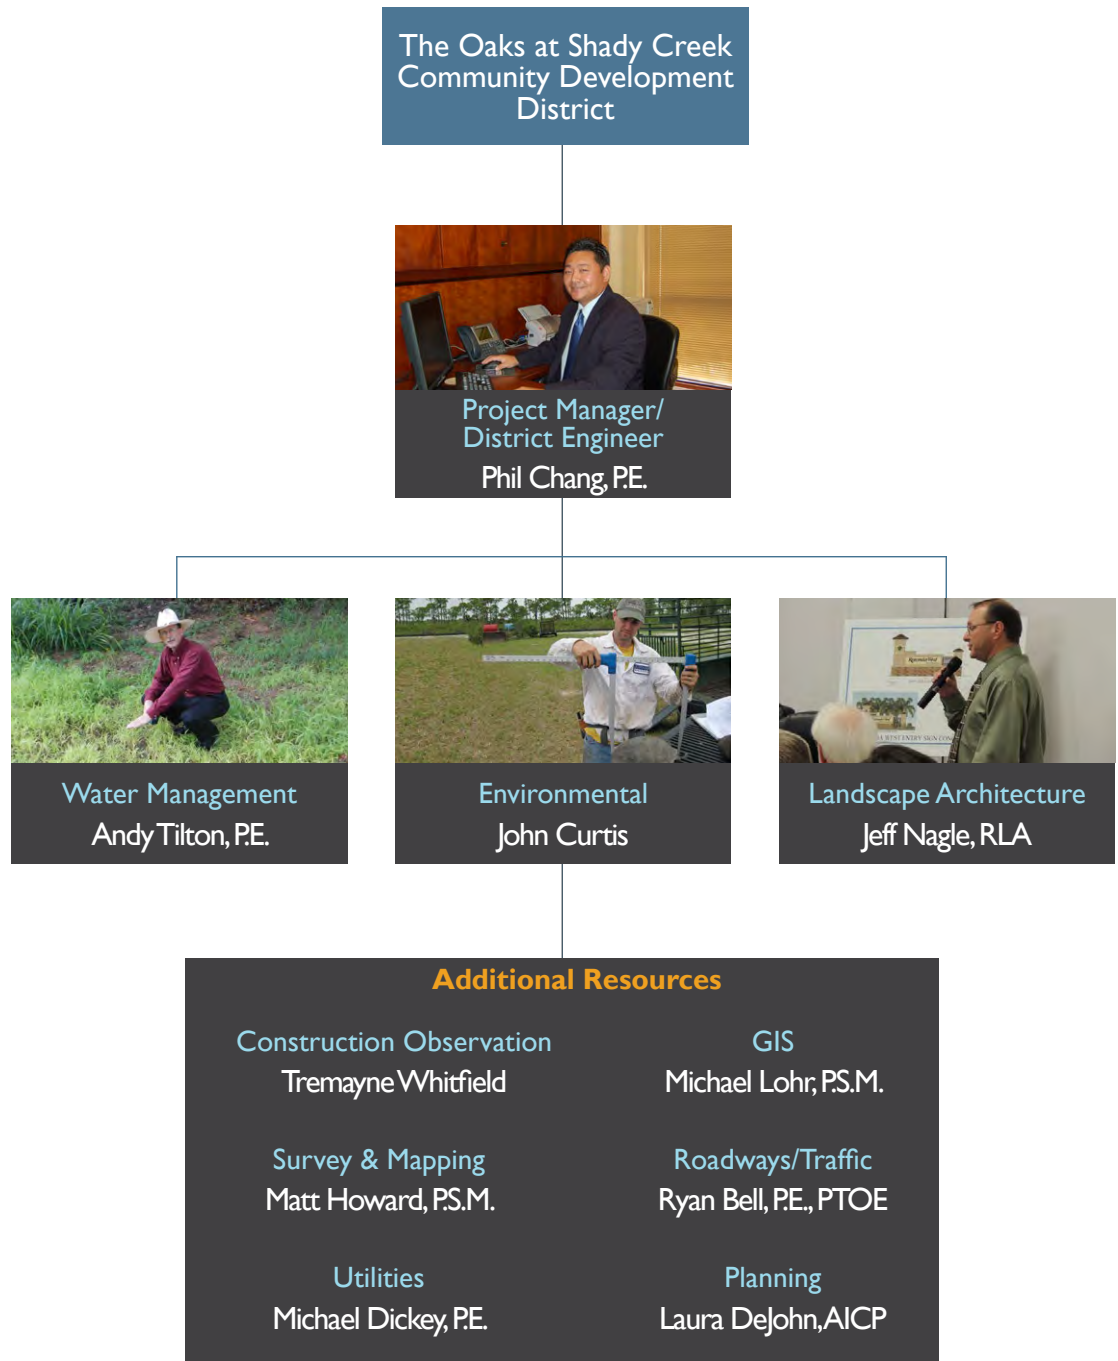 The Oaks at Shady Creek
Community Development
District
Project Manager/
District Engineer
Phil Chang, P.E.
Water Management
Andy Tilton, P.E.
Environmental
John Curtis
Landscape Architecture
Jeff Nagle, RLA
Additional Resources
Construction Observation
Tremayne Whitfield
GIS
Michael Lohr, P.S.M.
Survey & Mapping
Matt Howard, P.S.M.
Roadways/Traffic
Ryan Bell, P.E., PTOE
Utilities
Michael Dickey, P.E.
Planning
Laura DeJohn, AICP